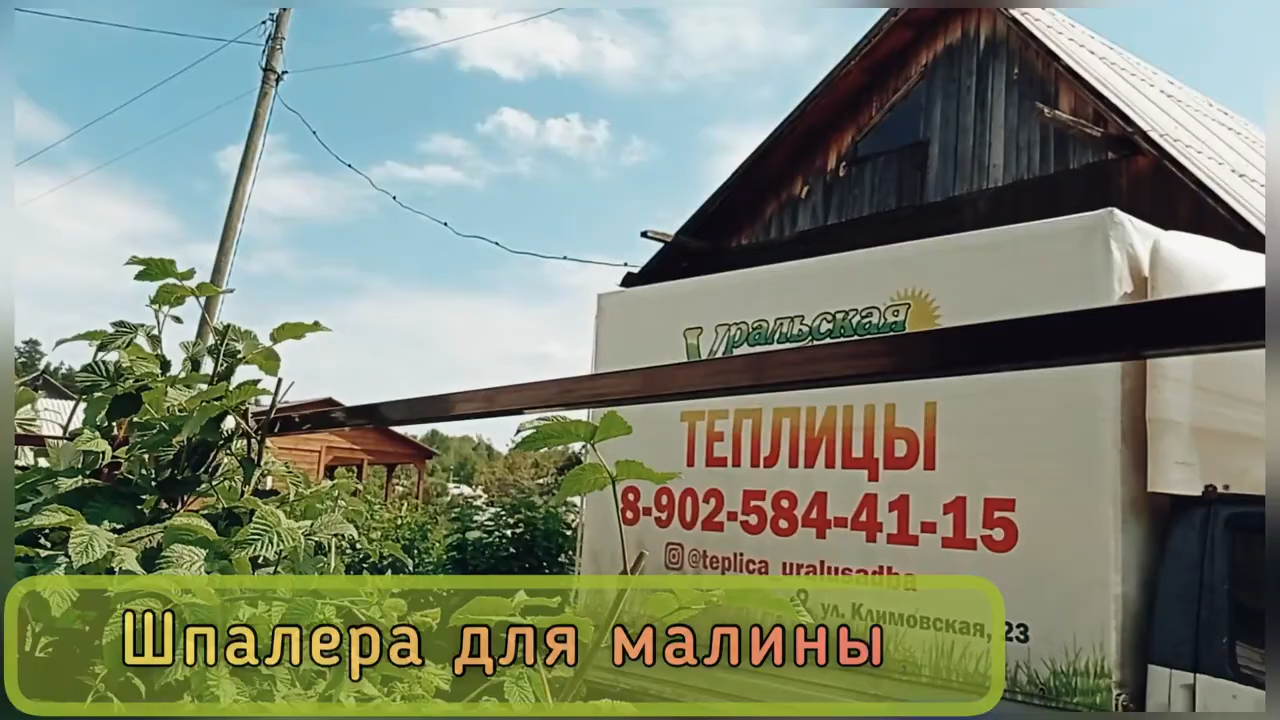 Уральская
ТЕПЛИЦЫ
8-902-584-41-15
@teplica_uralusadba
ул. Климовская, 23
Шпалера для малины